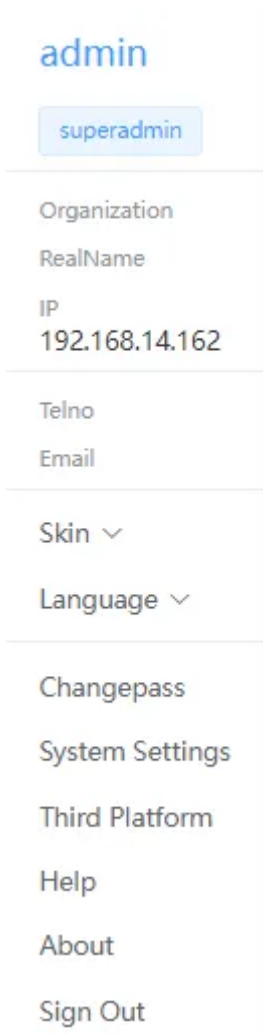 admin
superadmin
Organization
RealName
IP
192.168.14.162
Telno
Email
Skin
Language
Changepass
System Settings
Third Platform
Help
About
Sign Out